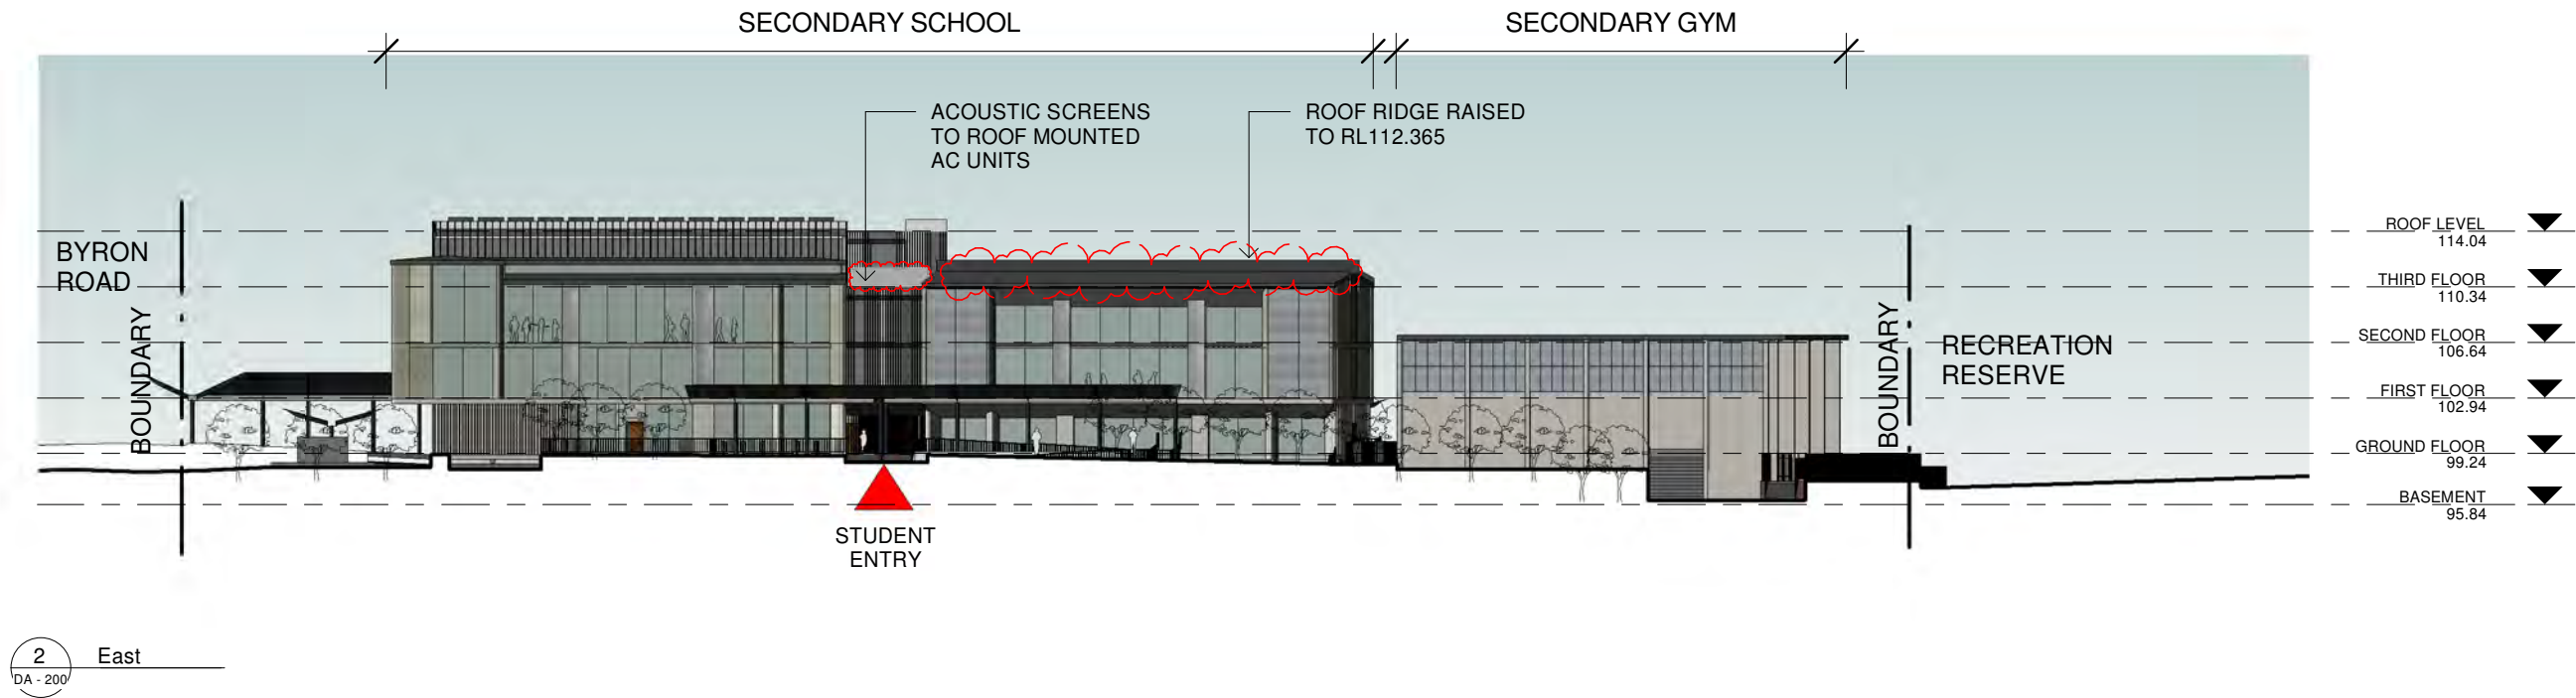 SECONDARY SCHOOL
SECONDARY GYM
ACOUSTIC SCREENS
TO ROOF MOUNTED
AC UNITS
ROOF RIDGE RAISED
TO RL112.365
BYRON
ROAD
BOUNDARY
BOUNDARY
RECREATION
RESERVE
ROOF LEVEL
114.04
THIRD FLOOR
110.34
SECOND FLOOR
106.64
FIRST FLOOR
102.94
GROUND FLOOR
99.24
BASEMENT
95.84
STUDENT
ENTRY
2
DA - 200
East